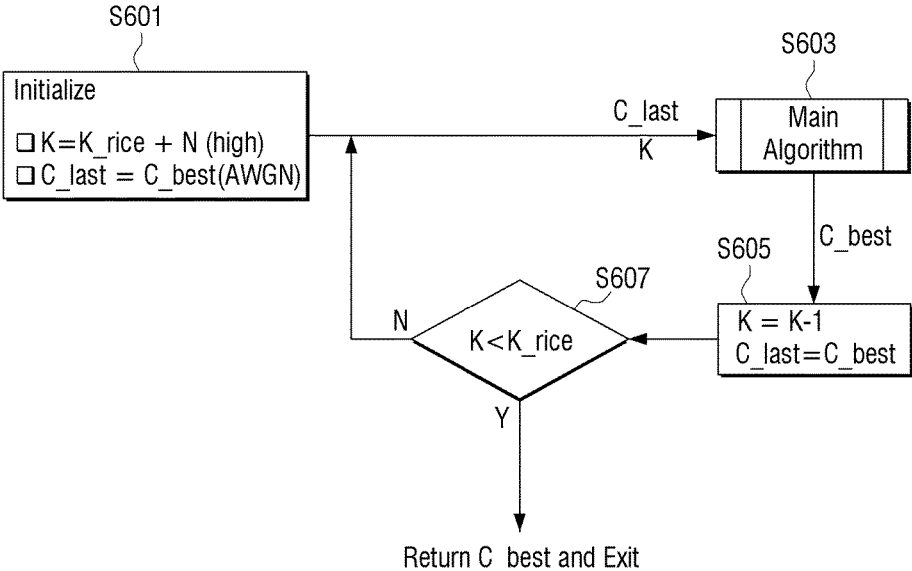 S601
Initialize
❑ K=K_rice + N (high)
❑ C_last = C_best(AWGN)
C_last
K
S603
Main
Algorithm
C_best
S605
K = K-1
C_last=C_best
S607
K<K_rice
N
Y
Return C best and Exit